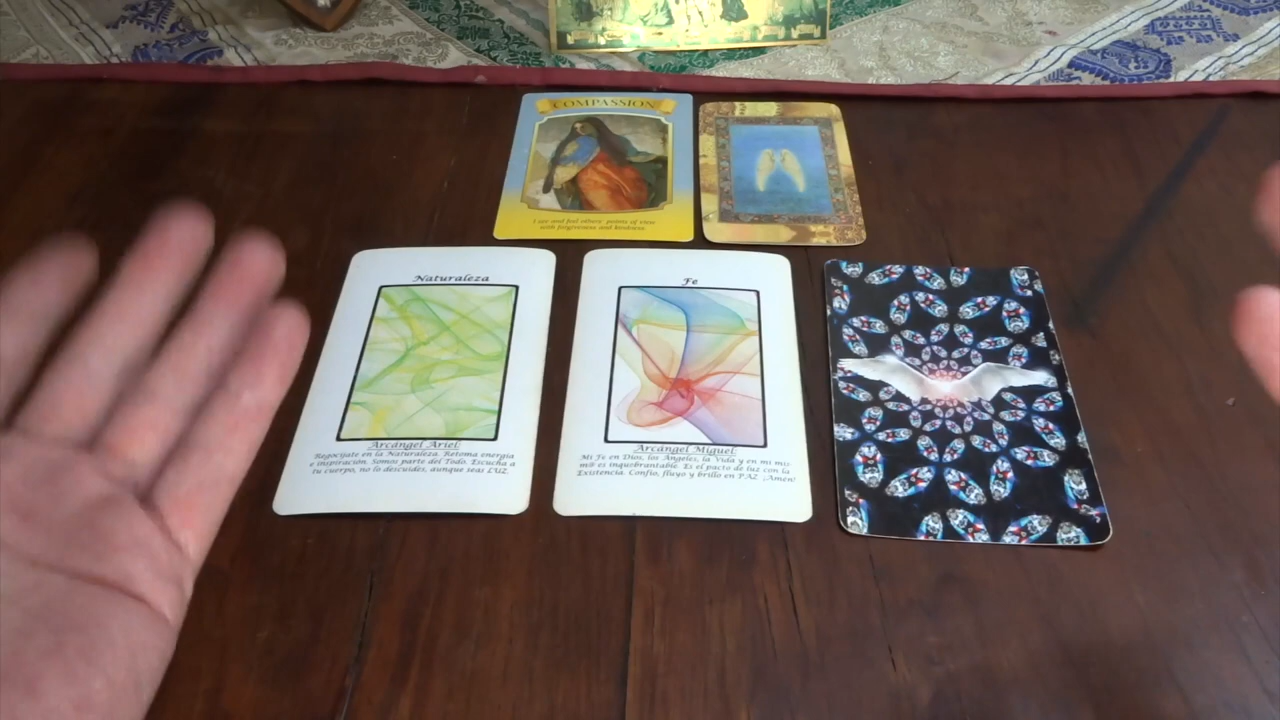 COMPASSION
I see and feel others' points of view
with forgiveness and kindness.
Naturaleza
Arcángel Ariel:
Regocíjate en la Naturaleza. Retoma energía
e inspiración. Somos parte del Todo. Escucha a
tu cuerpo, no lo descuides, aunque seas LUZ.
Fe
Arcángel Miguel:
Mi Fe en Dios, los Ángeles, la Vida y en mí mis-
mo es inquebrantable. Es el pacto de luz con la
Existencia. Confío, fluyo y brillo en PAZ ¡Amén!